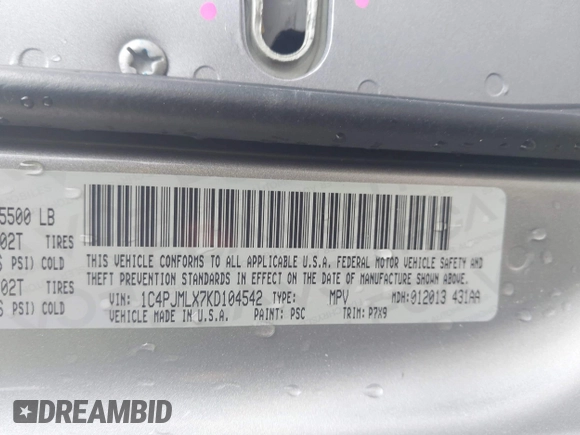 5500 LB
02T TIRES
PSI) COLD
02T TIRES
PSI) COLD
THIS VEHICLE CONFORMS TO ALL APPLICABLE U.S.A. FEDERAL MOTOR VEHICLE SAFETY AND
THEFT PREVENTION STANDARDS IN EFFECT ON THE DATE OF MANUFACTURE SHOWN ABOVE.
VIN: 1C4PJMLX7KD104542 TYPE: MPV MDH: 012013 431AA
VEHICLE MADE IN U.S.A. PAINT: PSC TRIM: P7X9
DREAMBID